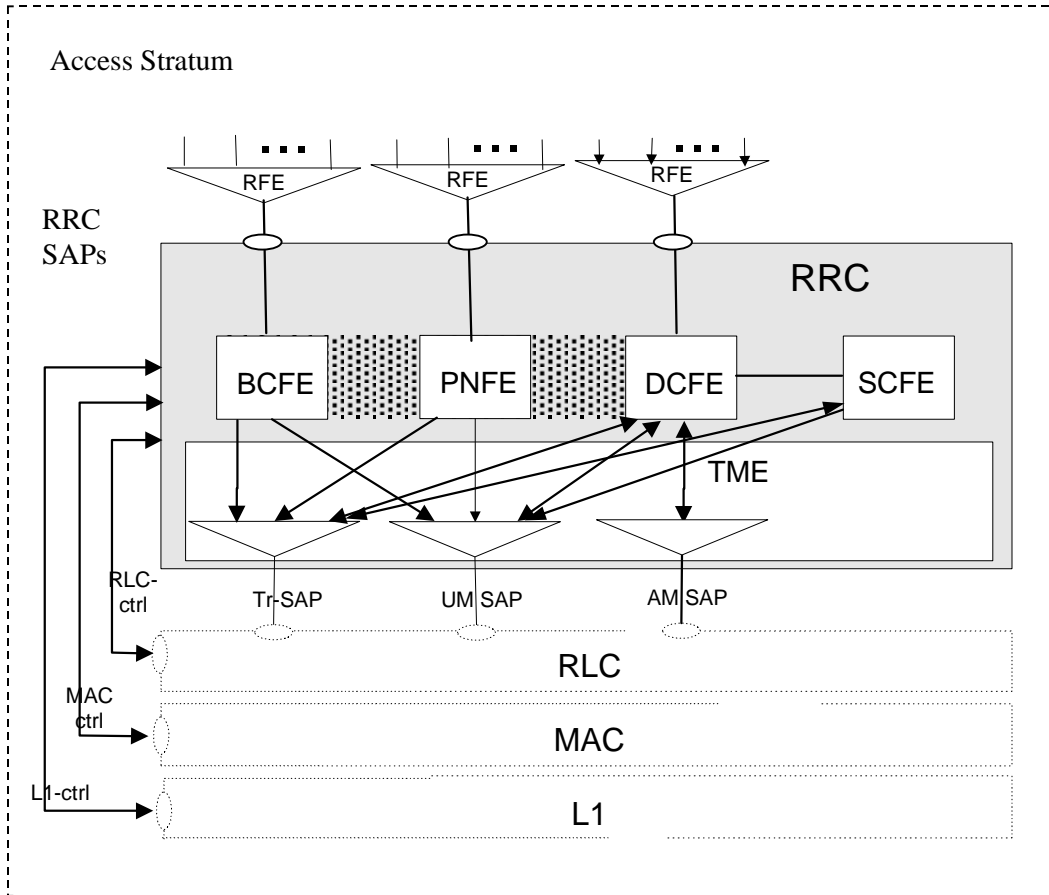 Access Stratum
RFE
RFE
RFE
RRC
SAPs
RRC
BCFE
PNFE
DCFE
SCFE
TME
RLC-
ctrl
Tr-SAP
UM SAP
AM SAP
RLC
MAC
ctrl
MAC
L1-ctrl
L1